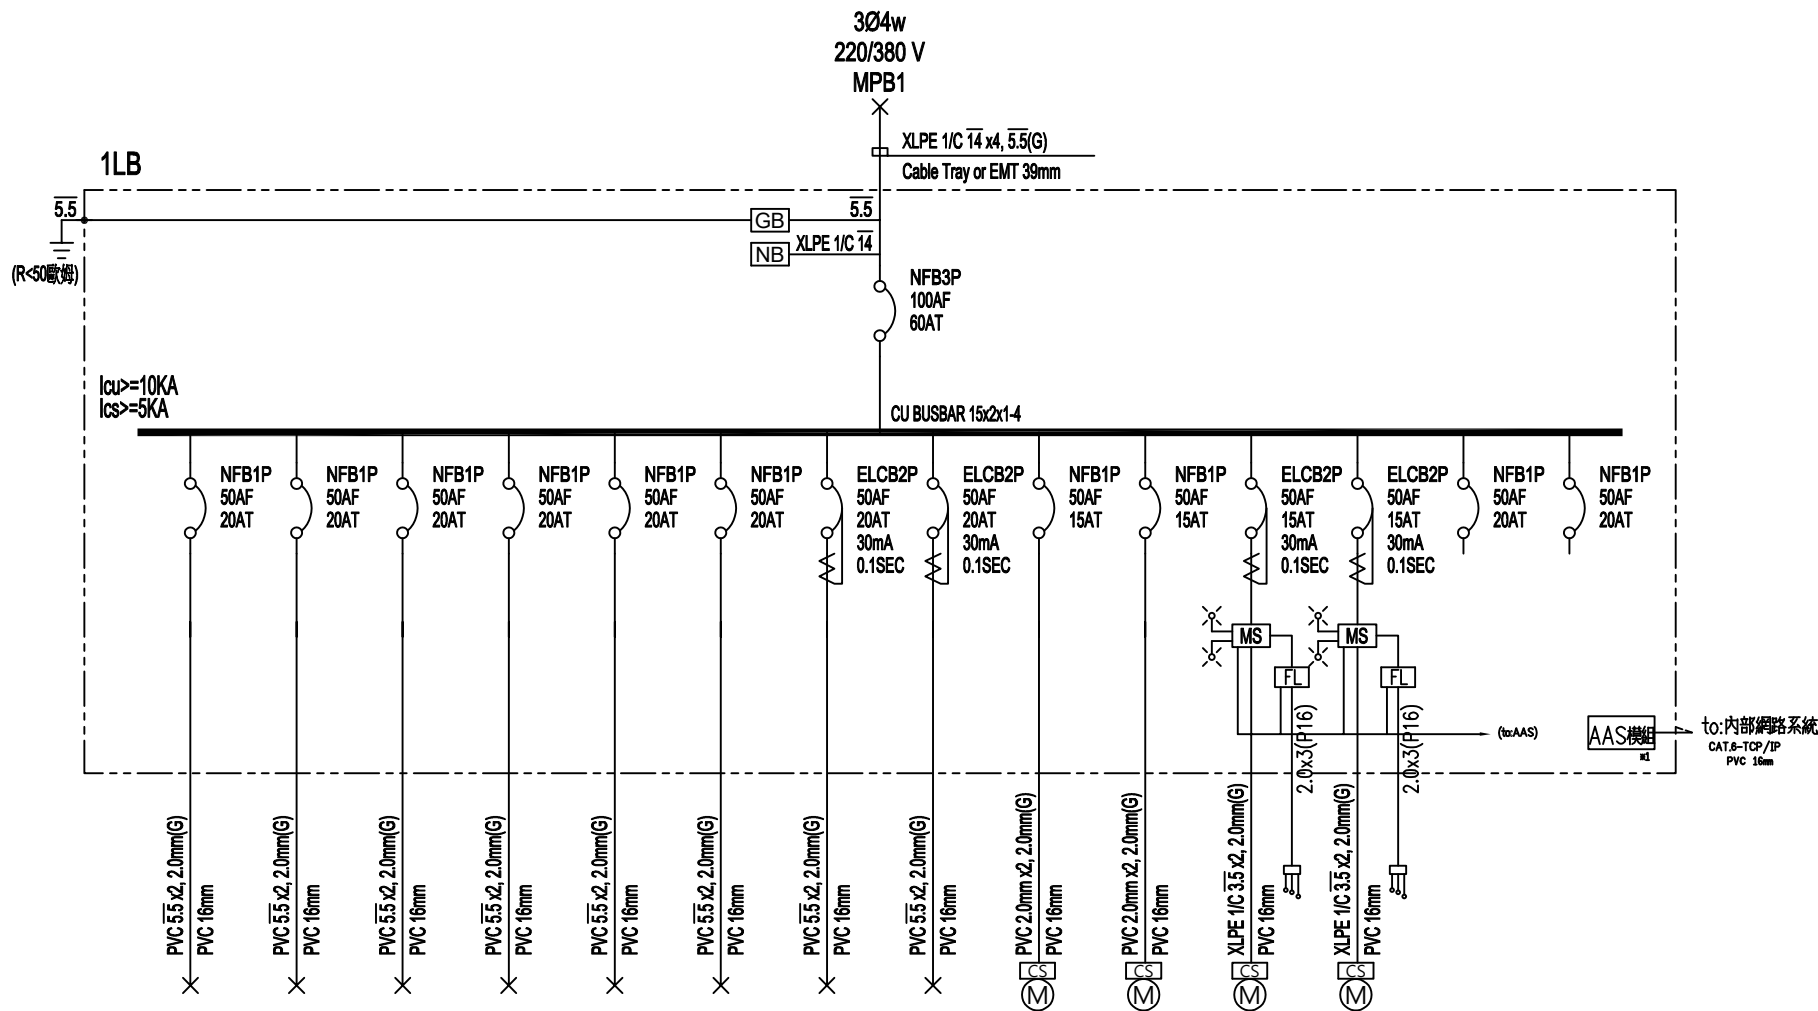 3Ø4w
220/380 V
MPB1
XLPE 1/C 14 x4, 5.5(G)
Cable Tray or EMT 39mm
1LB
5.5
(R<50歐姆)
GB
5.5
NB
XLPE 1/C 14
NFB3P
100AF
60AT
Icu>=10KA
Ics>=5KA
CU BUSBAR 15x2x1-4
NFB1P
50AF
20AT
NFB1P
50AF
20AT
NFB1P
50AF
20AT
NFB1P
50AF
20AT
NFB1P
50AF
20AT
NFB1P
50AF
20AT
ELCB2P
50AF
20AT
30mA
0.1SEC
ELCB2P
50AF
20AT
30mA
0.1SEC
NFB1P
50AF
15AT
NFB1P
50AF
15AT
ELCB2P
50AF
15AT
30mA
0.1SEC
ELCB2P
50AF
15AT
30mA
0.1SEC
NFB1P
50AF
20AT
NFB1P
50AF
20AT
MS
FL
MS
FL
2.0x3(P16)
2.0x3(P16)
(to:AAS)
AAS模組
※1
to:內部網路系統
CAT.6-TCP/IP
PVC 16mm
PVC 5.5 x2, 2.0mm(G)
PVC 16mm
PVC 5.5 x2, 2.0mm(G)
PVC 16mm
PVC 5.5 x2, 2.0mm(G)
PVC 16mm
PVC 5.5 x2, 2.0mm(G)
PVC 16mm
PVC 5.5 x2, 2.0mm(G)
PVC 16mm
PVC 5.5 x2, 2.0mm(G)
PVC 16mm
PVC 5.5 x2, 2.0mm(G)
PVC 16mm
PVC 5.5 x2, 2.0mm(G)
PVC 16mm
PVC 2.0mm x2, 2.0mm(G)
PVC 16mm
PVC 2.0mm x2, 2.0mm(G)
PVC 16mm
XLPE 1/C 3.5 x2, 2.0mm(G)
PVC 16mm
XLPE 1/C 3.5 x2, 2.0mm(G)
PVC 16mm
CS
M
CS
M
CS
M
CS
M